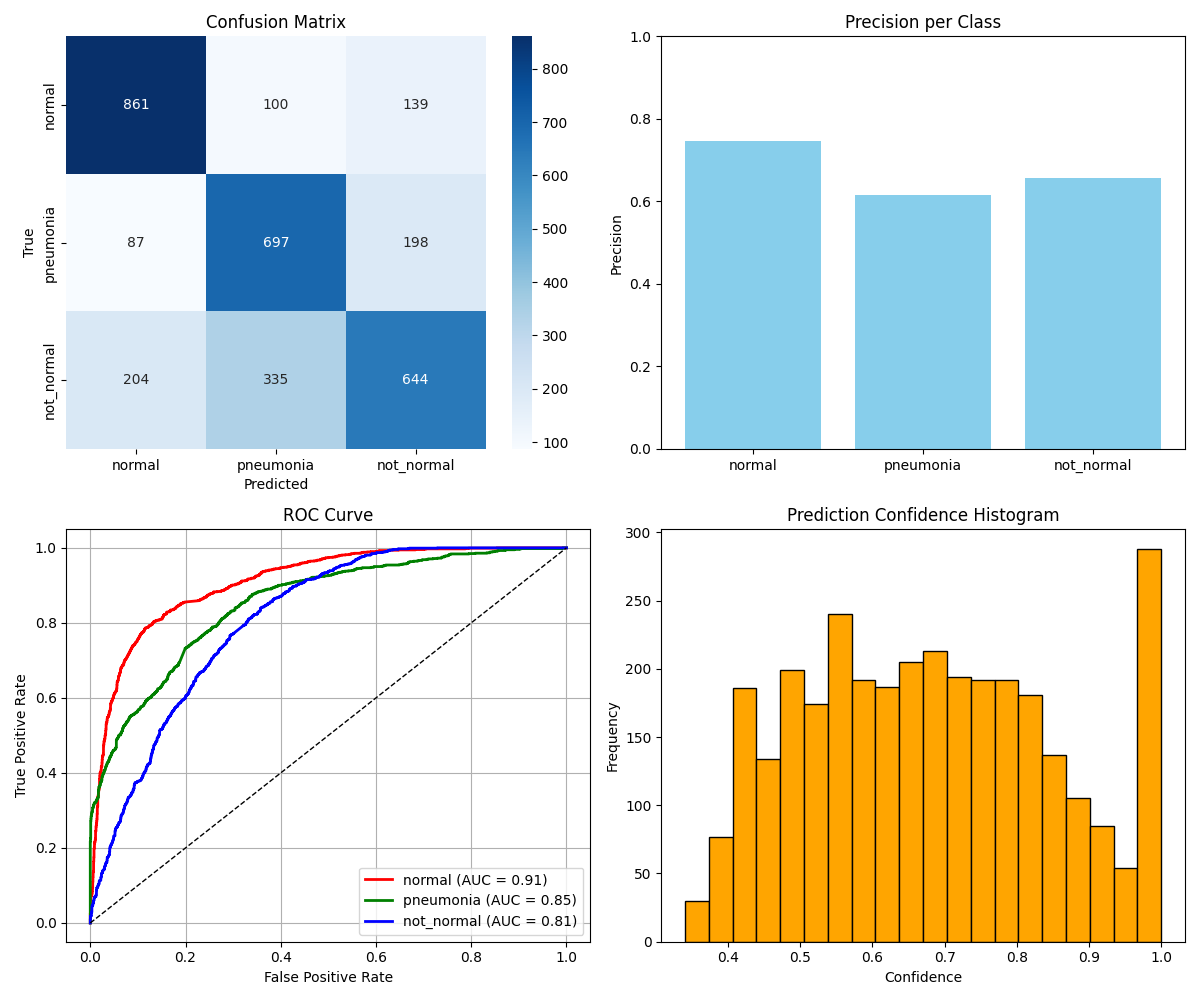 Confusion Matrix
True
normal
pneumonia
not_normal
861 100 139
87 697 198
204 335 644
normal pneumonia not_normal
Predicted
800
700
600
500
400
300
200
100
Precision per Class
Precision
1.0
0.8
0.6
0.4
0.2
0.0
normal pneumonia not_normal
ROC Curve
True Positive Rate
1.0
0.8
0.6
0.4
0.2
0.0
normal (AUC = 0.91)
pneumonia (AUC = 0.85)
not_normal (AUC = 0.81)
0.0 0.2 0.4 0.6 0.8 1.0
False Positive Rate
Prediction Confidence Histogram
Frequency
300
250
200
150
100
50
0
0.4 0.5 0.6 0.7 0.8 0.9 1.0
Confidence